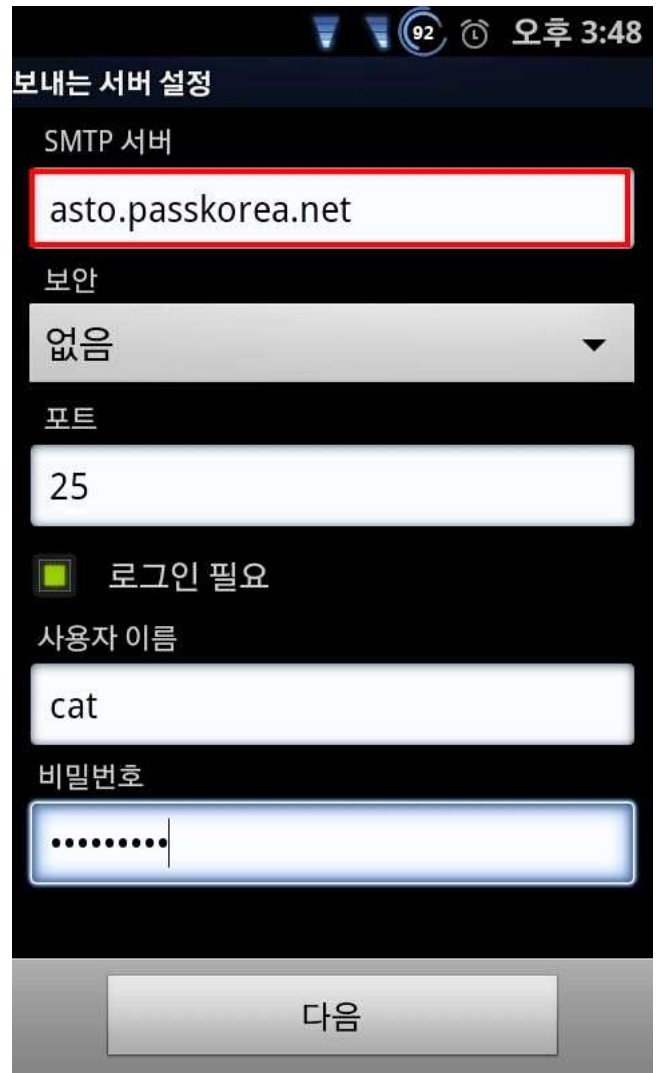 92 오후 3:48
보내는 서버 설정
SMTP 서버
asto.passkorea.net
보안
없음
포트
25
로그인 필요
사용자 이름
cat
비밀번호
•••••••••
다음